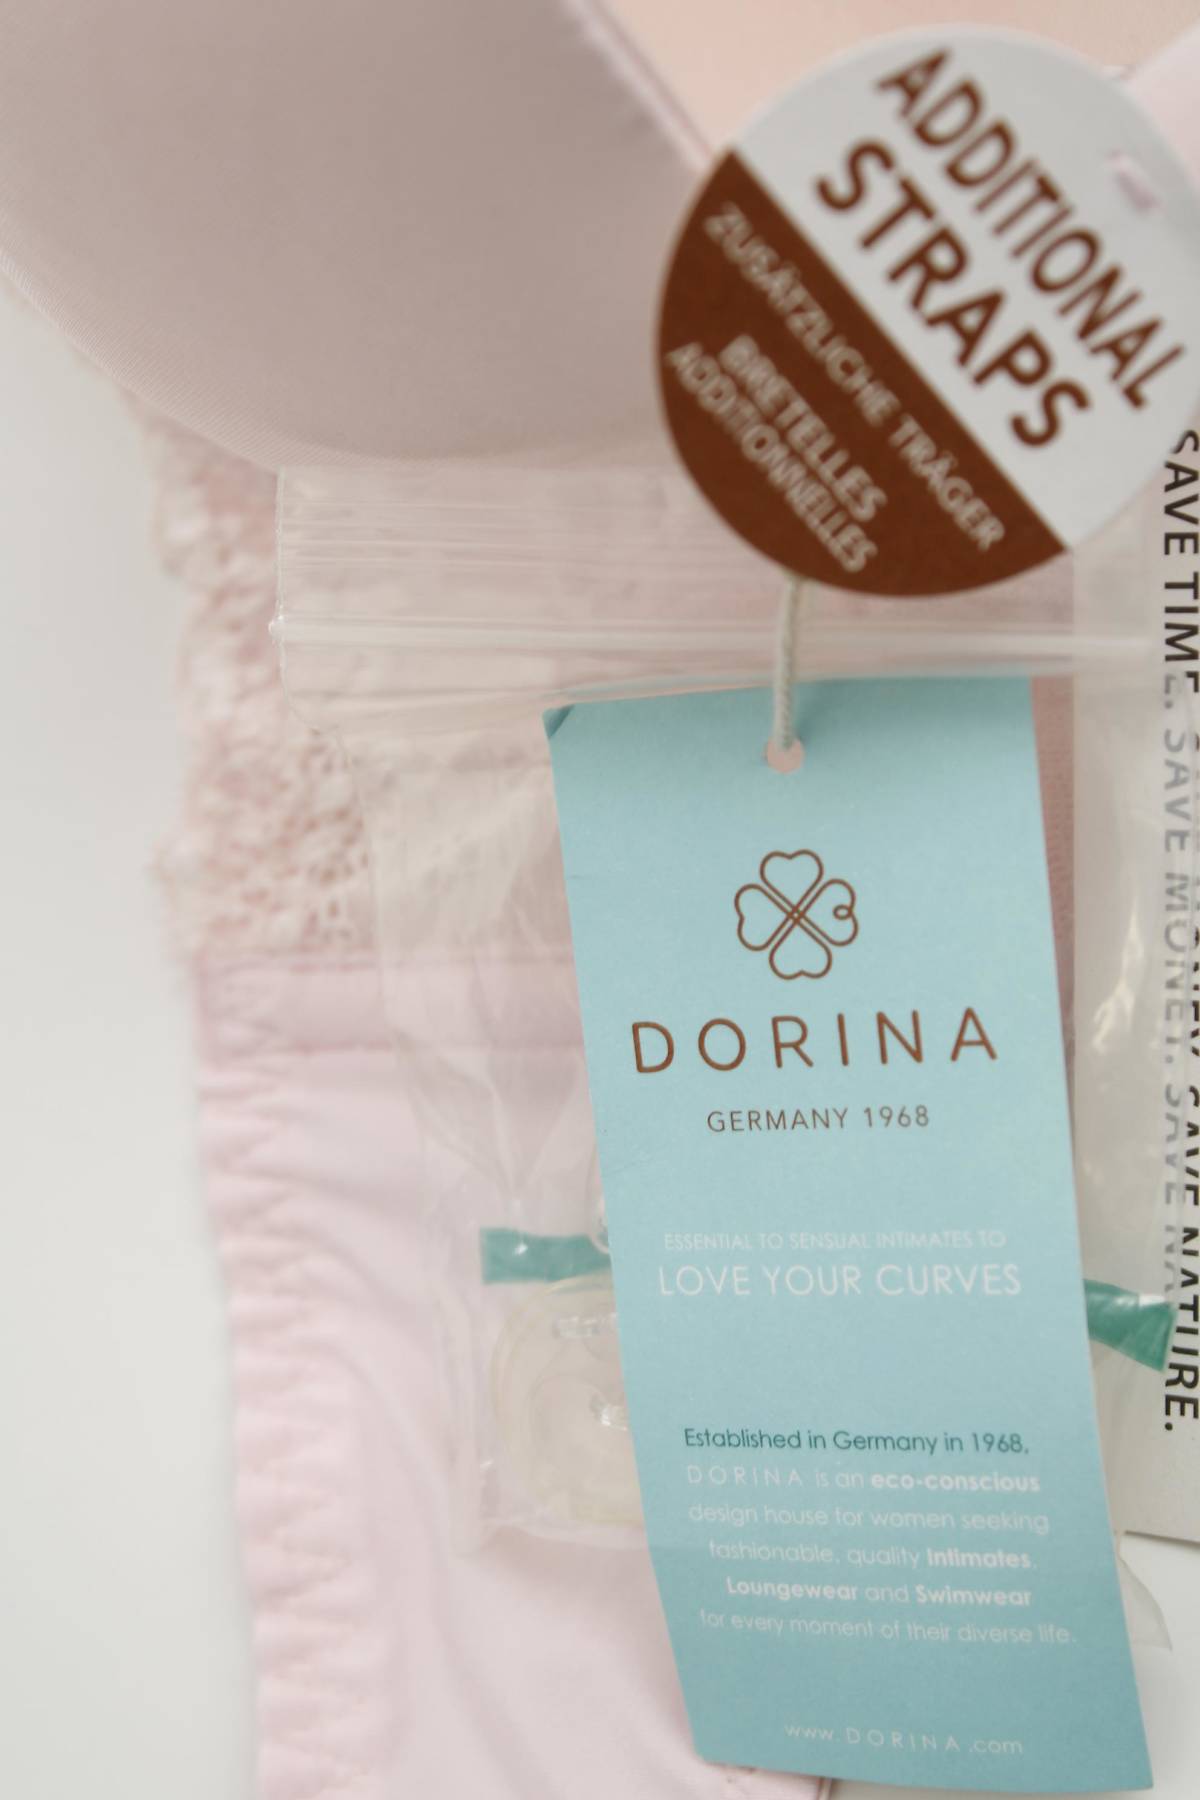 ADDITIONAL
STRAPS
ZUSÄTZLICHE TRÄGER
BRETELLES
ADDITIONNELLES
SAVE TIME. SAVE MONEY. SAVE NATURE.
DORINA
GERMANY 1968
ESSENTIAL TO SENSUAL INTIMATES TO
LOVE YOUR CURVES
Established in Germany in 1968,
DORINA is an eco-conscious
design house for women seeking
fashionable, quality Intimates,
Loungewear and Swimwear
for every moment of their diverse life.
www.DORINA.com